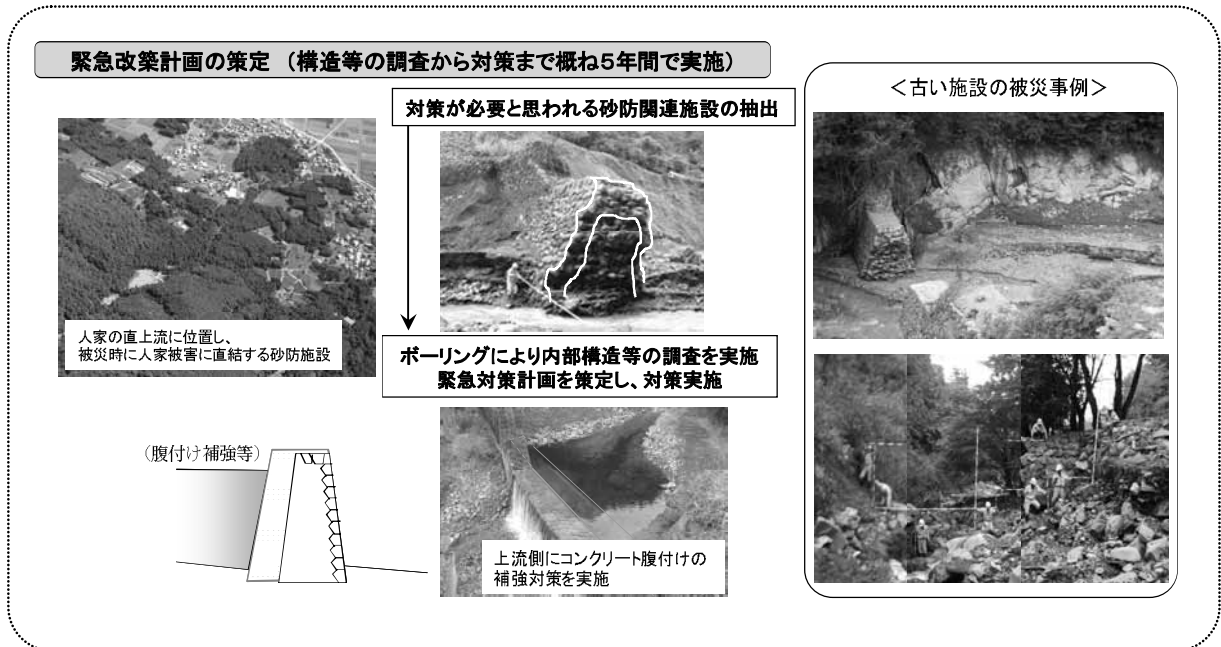 緊急改築計画の策定 (構造等の調査から対策まで概ね5年間で実施)
対策が必要と思われる砂防関連施設の抽出
人家の直上流に位置し、
被災時に人家被害に直結する砂防施設
ボーリングにより内部構造等の調査を実施
緊急対策計画を策定し、対策実施
(腹付け補強等)
上流側にコンクリート腹付けの
補強対策を実施
＜古い施設の被災事例＞